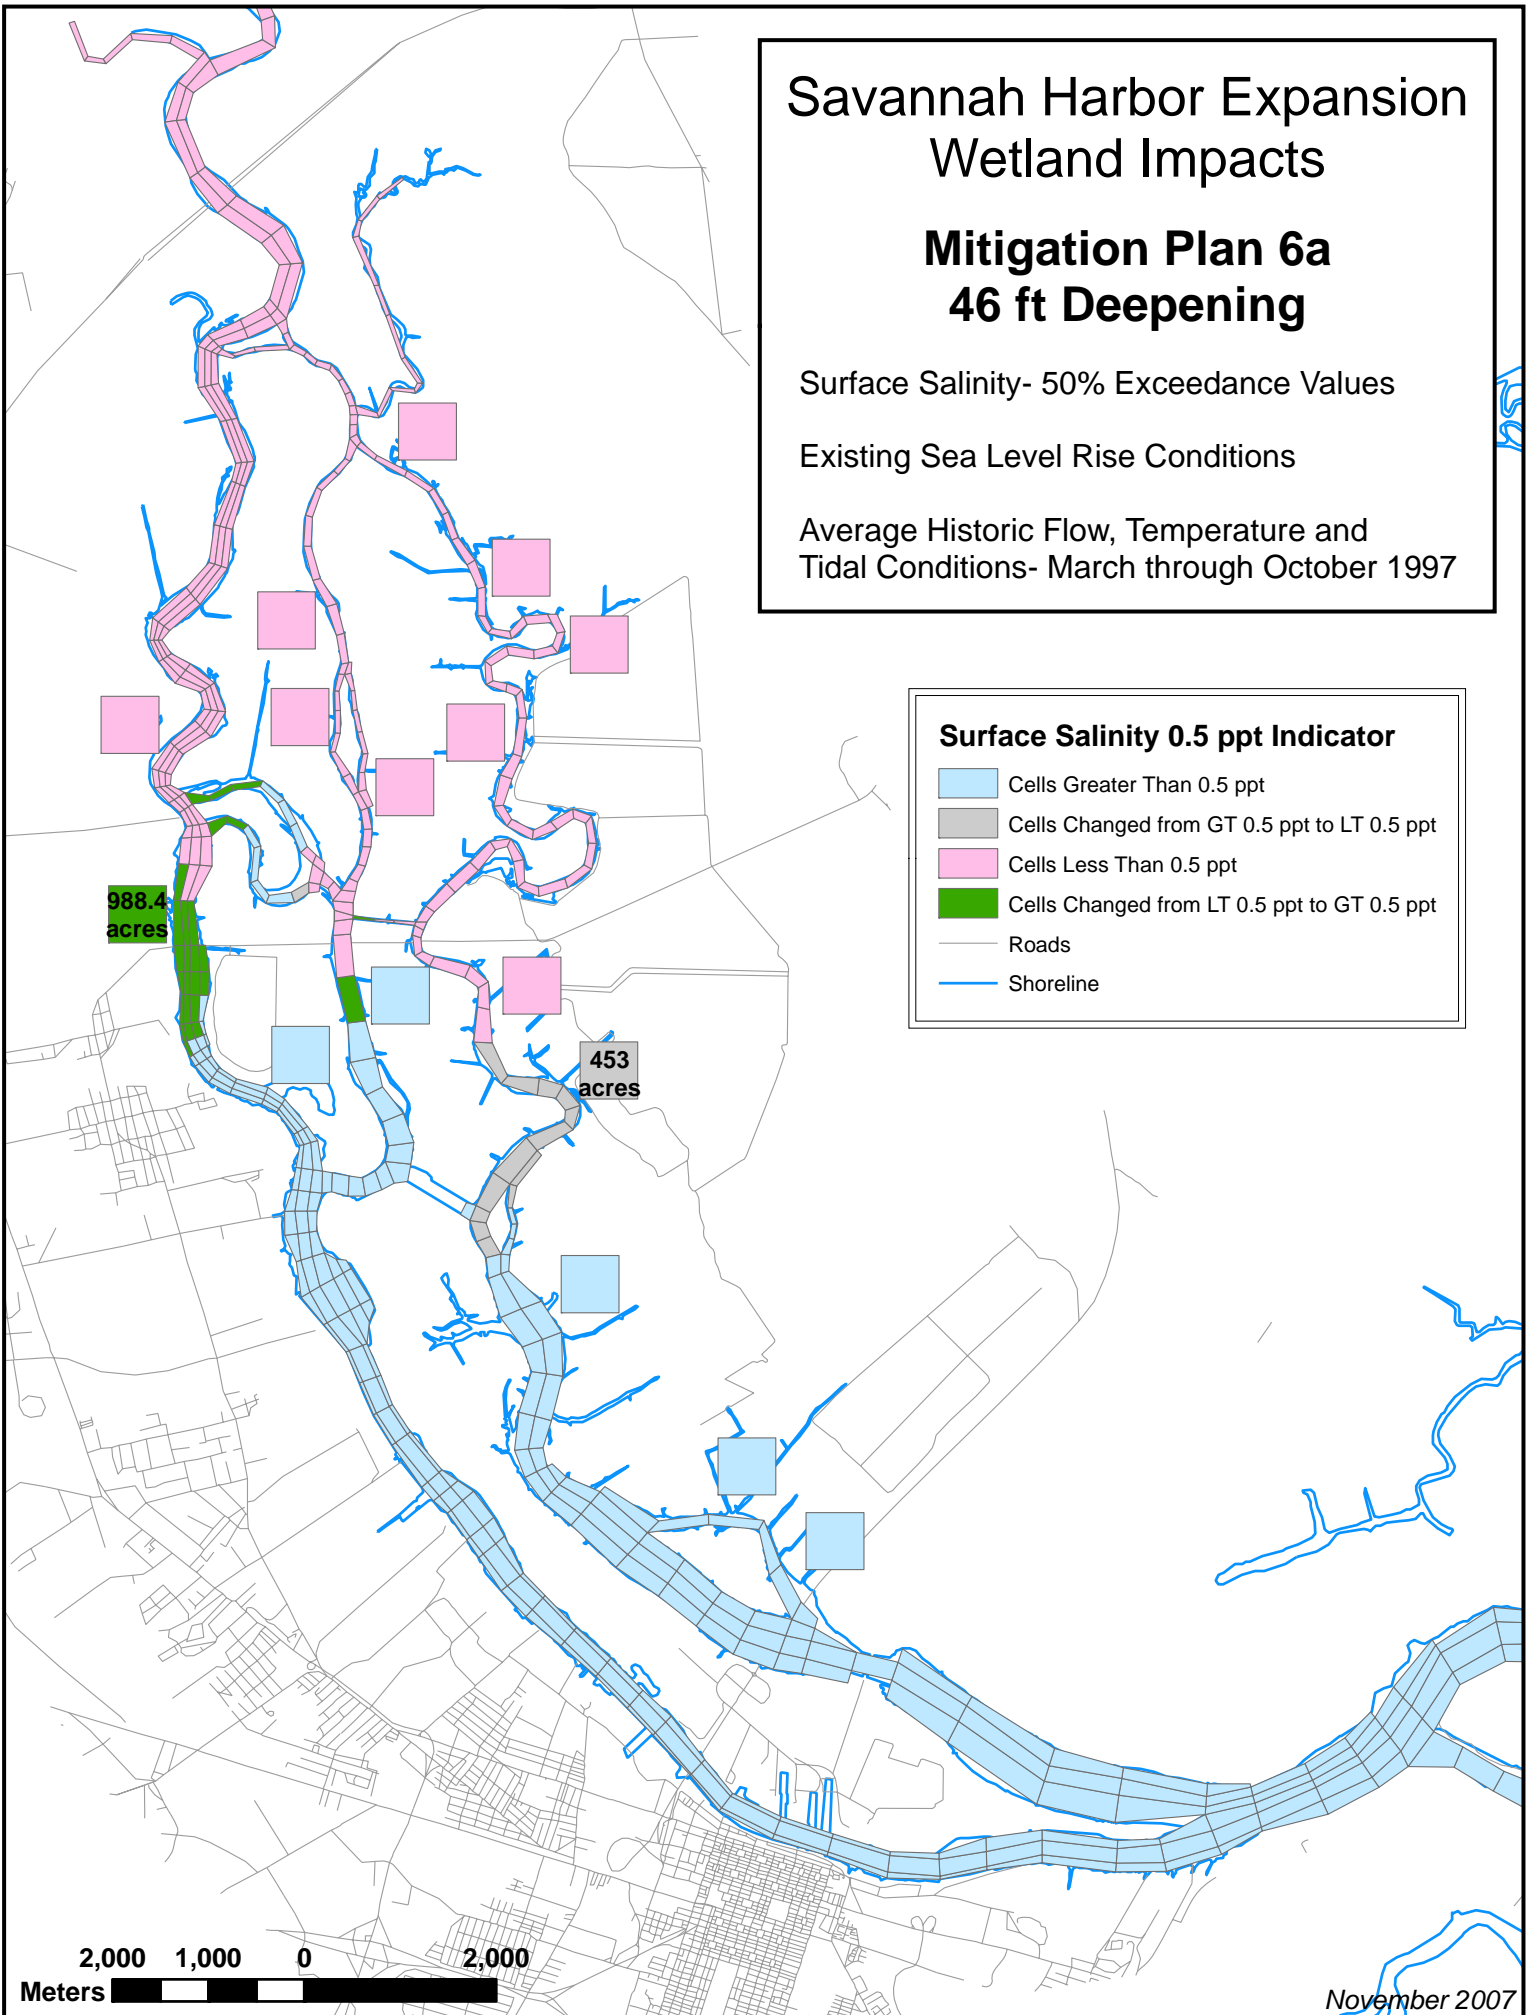 Savannah Harbor Expansion
Wetland Impacts
Mitigation Plan 6a
46 ft Deepening
Surface Salinity- 50% Exceedance Values
Existing Sea Level Rise Conditions
Average Historic Flow, Temperature and
Tidal Conditions- March through October 1997
Surface Salinity 0.5 ppt Indicator
Cells Greater Than 0.5 ppt
Cells Changed from GT 0.5 ppt to LT 0.5 ppt
Cells Less Than 0.5 ppt
Cells Changed from LT 0.5 ppt to GT 0.5 ppt
Roads
Shoreline
988.4
acres
453
acres
2,000 1,000 0 2,000
Meters
November 2007